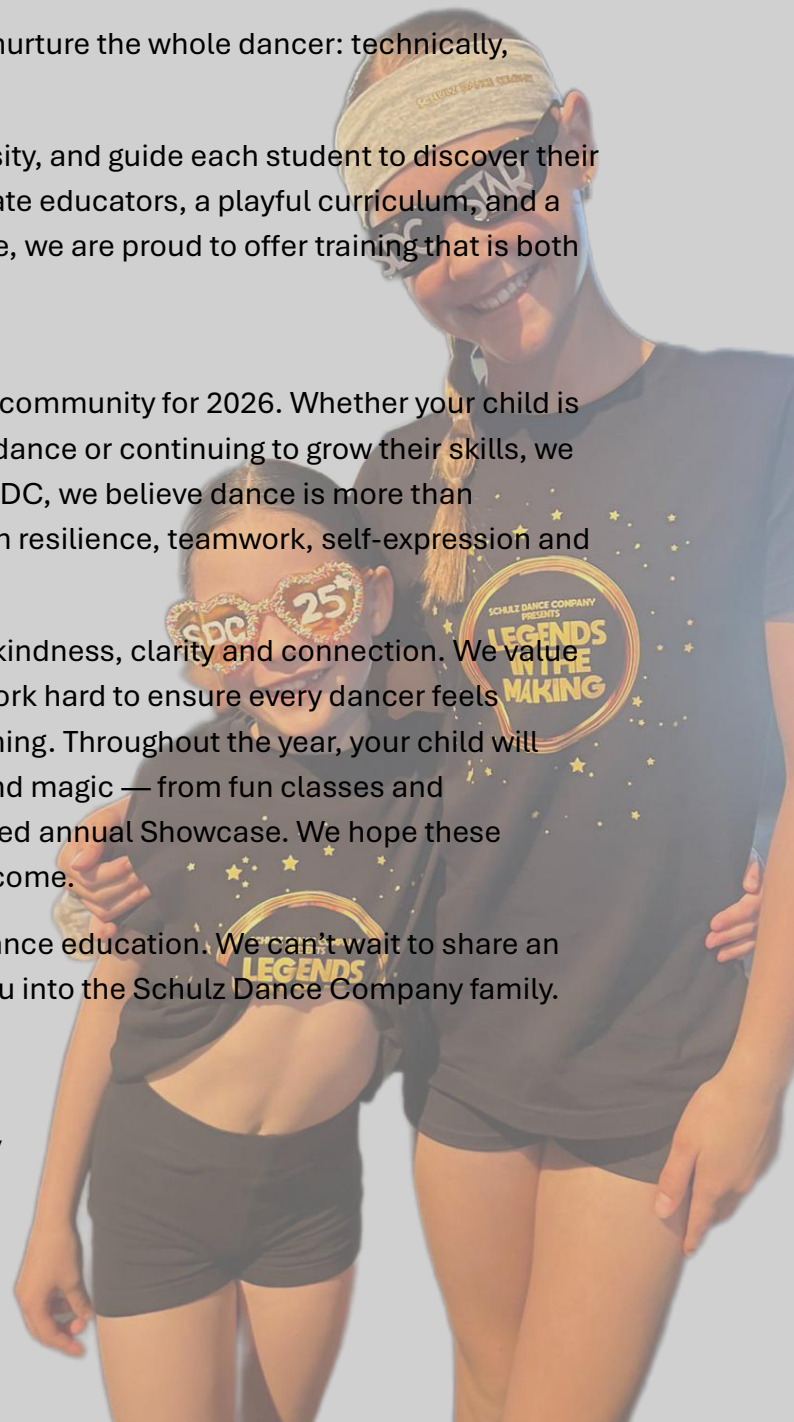 nurture the whole dancer: technically,
sity, and guide each student to discover their
ate educators, a playful curriculum, and a
e, we are proud to offer training that is both
community for 2026. Whether your child is
dance or continuing to grow their skills, we
DC, we believe dance is more than
n resilience, teamwork, self-expression and
kindness, clarity and connection. We value
ork hard to ensure every dancer feels
ning. Throughout the year, your child will
nd magic — from fun classes and
ed annual Showcase. We hope these
come.
ance education. We can't wait to share an
u into the Schulz Dance Company family.
SCHULZ DANCE COMPANY
SDC STAR
SDC 25
SCHULZ DANCE COMPANY
PRESENTS
LEGENDS
IN THE
MAKING
LEGENDS